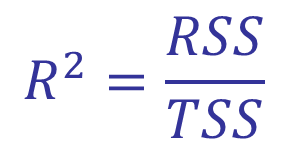 R² = RSS / TSS